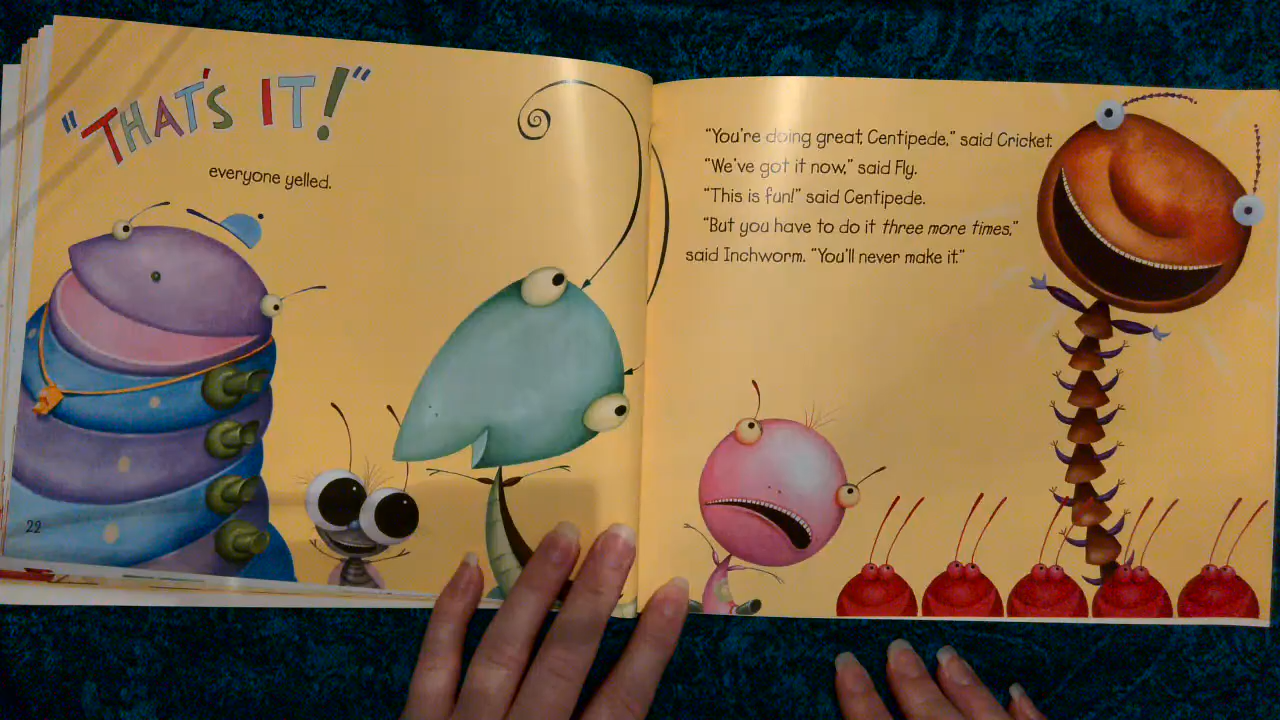 "THAT'S IT!"
everyone yelled.
"You're doing great, Centipede," said Cricket.
"We've got it now," said Fly.
"This is fun!" said Centipede.
"But you have to do it three more times,"
said Inchworm. "You'll never make it."
22